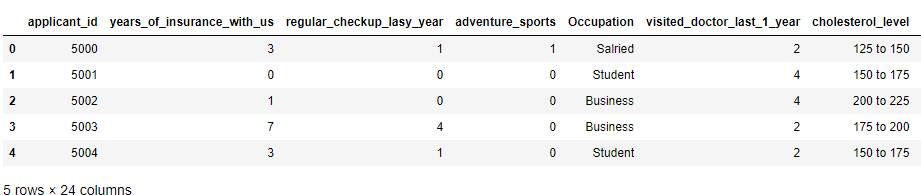 applicant_id years_of_insurance_with_us regular_checkup_lasy_year adventure_sports Occupation visited_doctor_last_1_year cholesterol_level
0 5000 3 1 1 Salried 2 125 to 150
1 5001 0 0 0 Student 4 150 to 175
2 5002 1 0 0 Business 4 200 to 225
3 5003 7 4 0 Business 2 175 to 200
4 5004 3 1 0 Student 2 150 to 175
5 rows × 24 columns